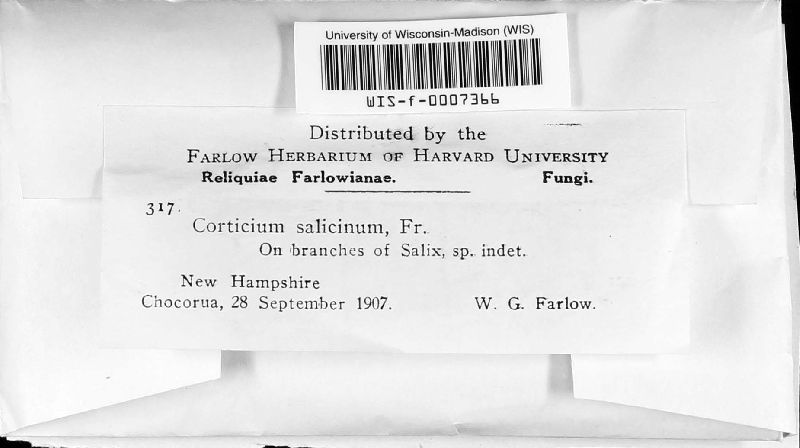 University of Wisconsin-Madison (WIS)
WIS-f-0007366
Distributed by the
FARLOW HERBARIUM OF HARVARD UNIVERSITY
Reliquiae Farlowianae. Fungi.
317.
Corticium salicinum, Fr.
On branches of Salix, sp. indet.
New Hampshire
Chocorua, 28 September 1907. W. G. Farlow.